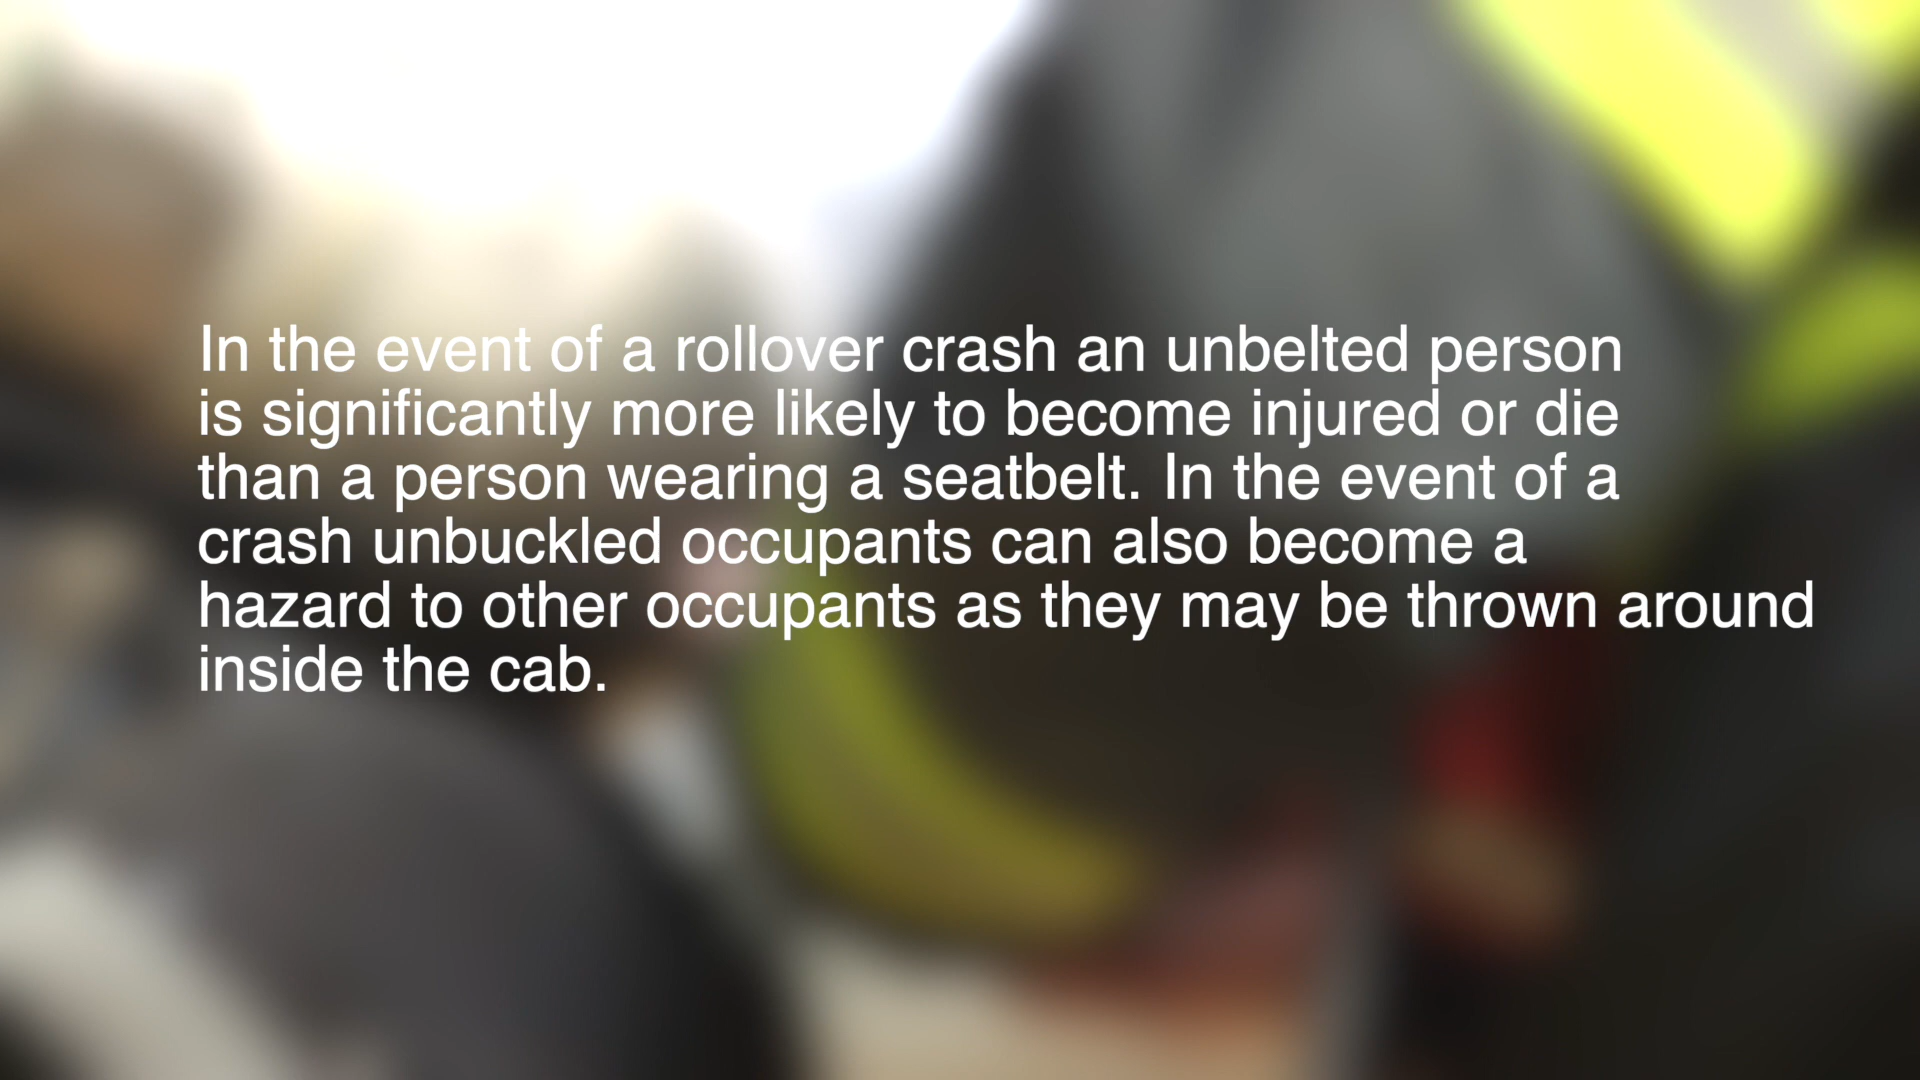 In the event of a rollover crash an unbelted person
is significantly more likely to become injured or die
than a person wearing a seatbelt. In the event of a
crash unbuckled occupants can also become a
hazard to other occupants as they may be thrown around
inside the cab.